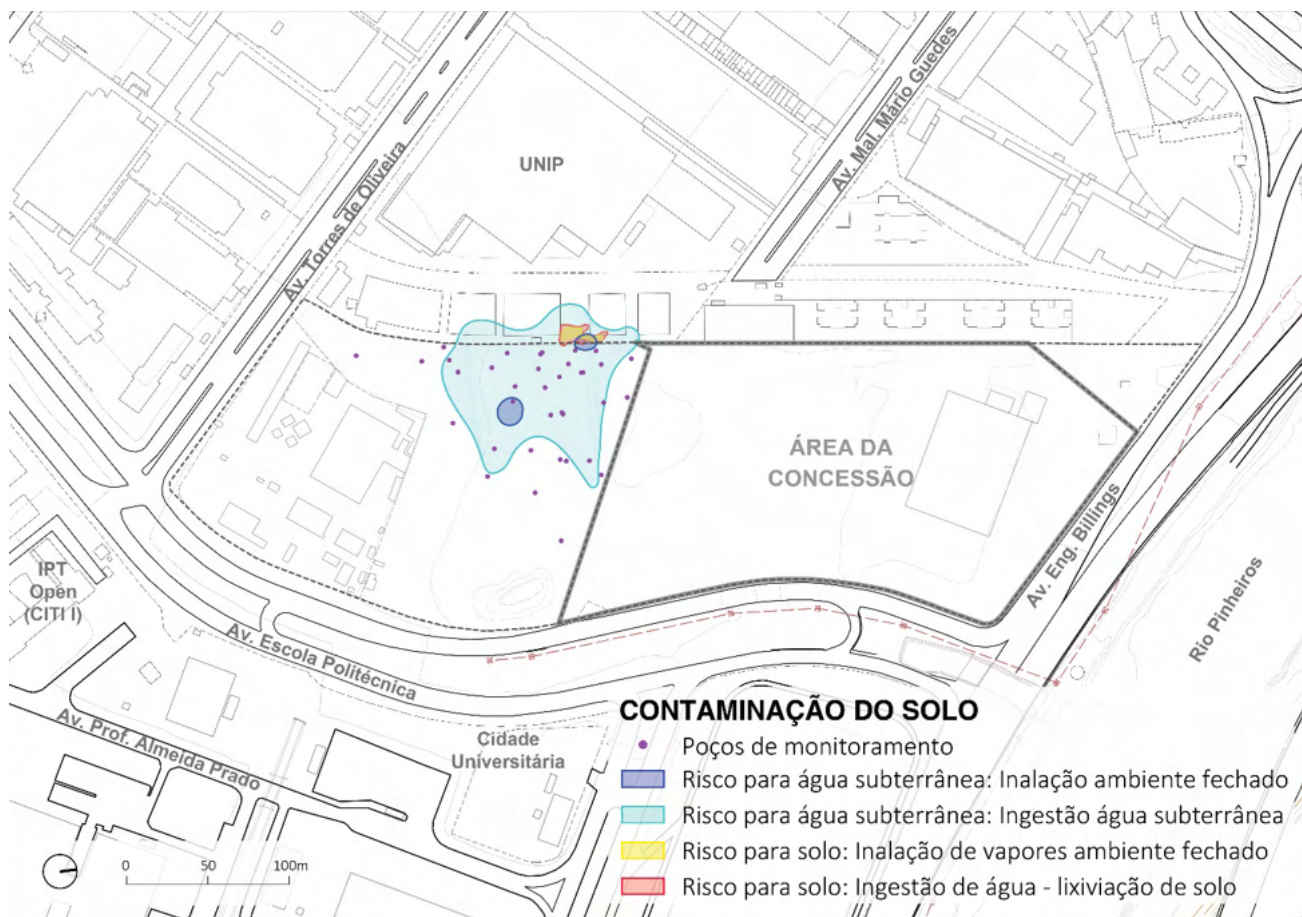 Av. Mal. Mário Guedes
UNIP
Av. Torres de Oliveira
ÁREA DA
CONCESSÃO
Av. Eng. Billings
Rio Pinheiros
IPT
Open
(CITI I)
Av. Escola Politécnica
Av. Prof. Almeida Prado
Cidade
Universitária
CONTAMINAÇÃO DO SOLO
Poços de monitoramento
Risco para água subterrânea: Inalação ambiente fechado
Risco para água subterrânea: Ingestão água subterrânea
Risco para solo: Inalação de vapores ambiente fechado
Risco para solo: Ingestão de água - lixiviação de solo
0 50 100m